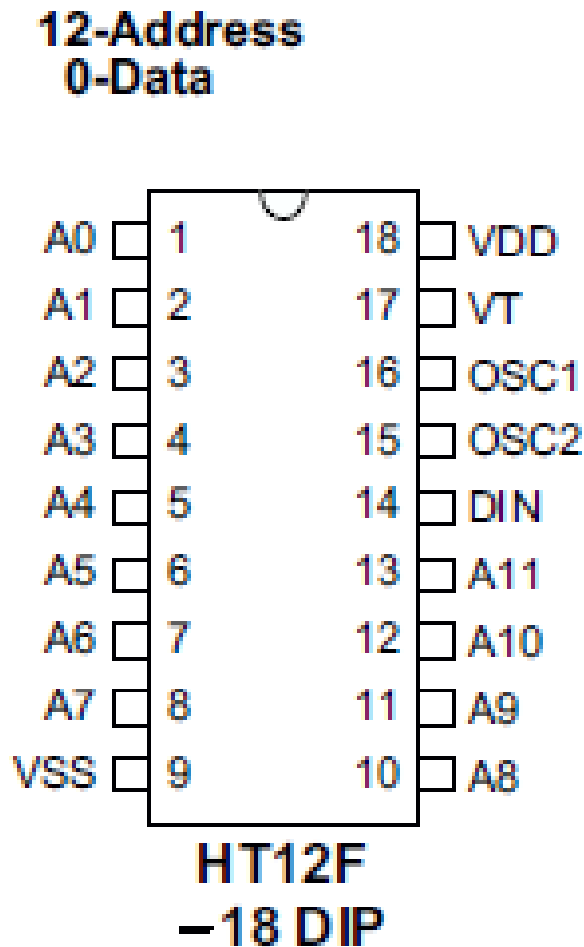 12-Address
0-Data
A0 1 18 VDD
A1 2 17 VT
A2 3 16 OSC1
A3 4 15 OSC2
A4 5 14 DIN
A5 6 13 A11
A6 7 12 A10
A7 8 11 A9
VSS 9 10 A8
HT12F
–18 DIP